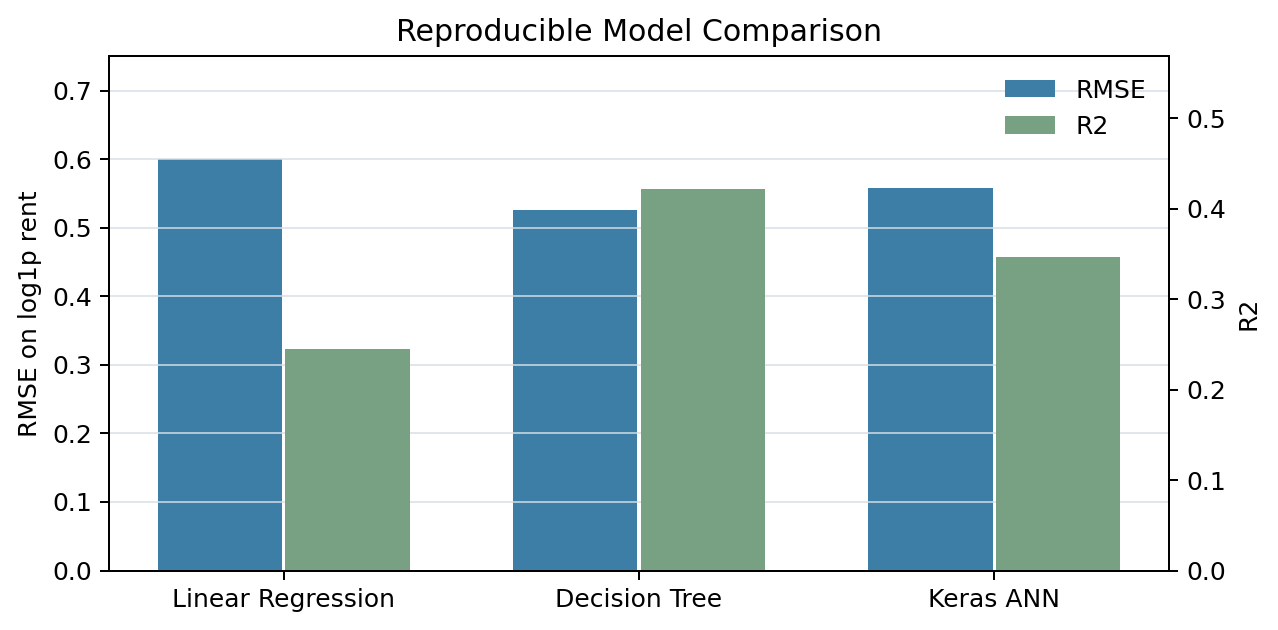 Reproducible Model Comparison
RMSE
R2
RMSE on log1p rent
0.7
0.6
0.5
0.4
0.3
0.2
0.1
0.0
0.5
0.4
0.3
0.2
0.1
0.0
R2
Linear Regression
Decision Tree
Keras ANN